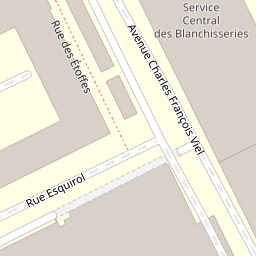 Service
Central
des Blanchisseries
Avenue Charles François Viel
Rue des Étoffes
Rue Esquirol